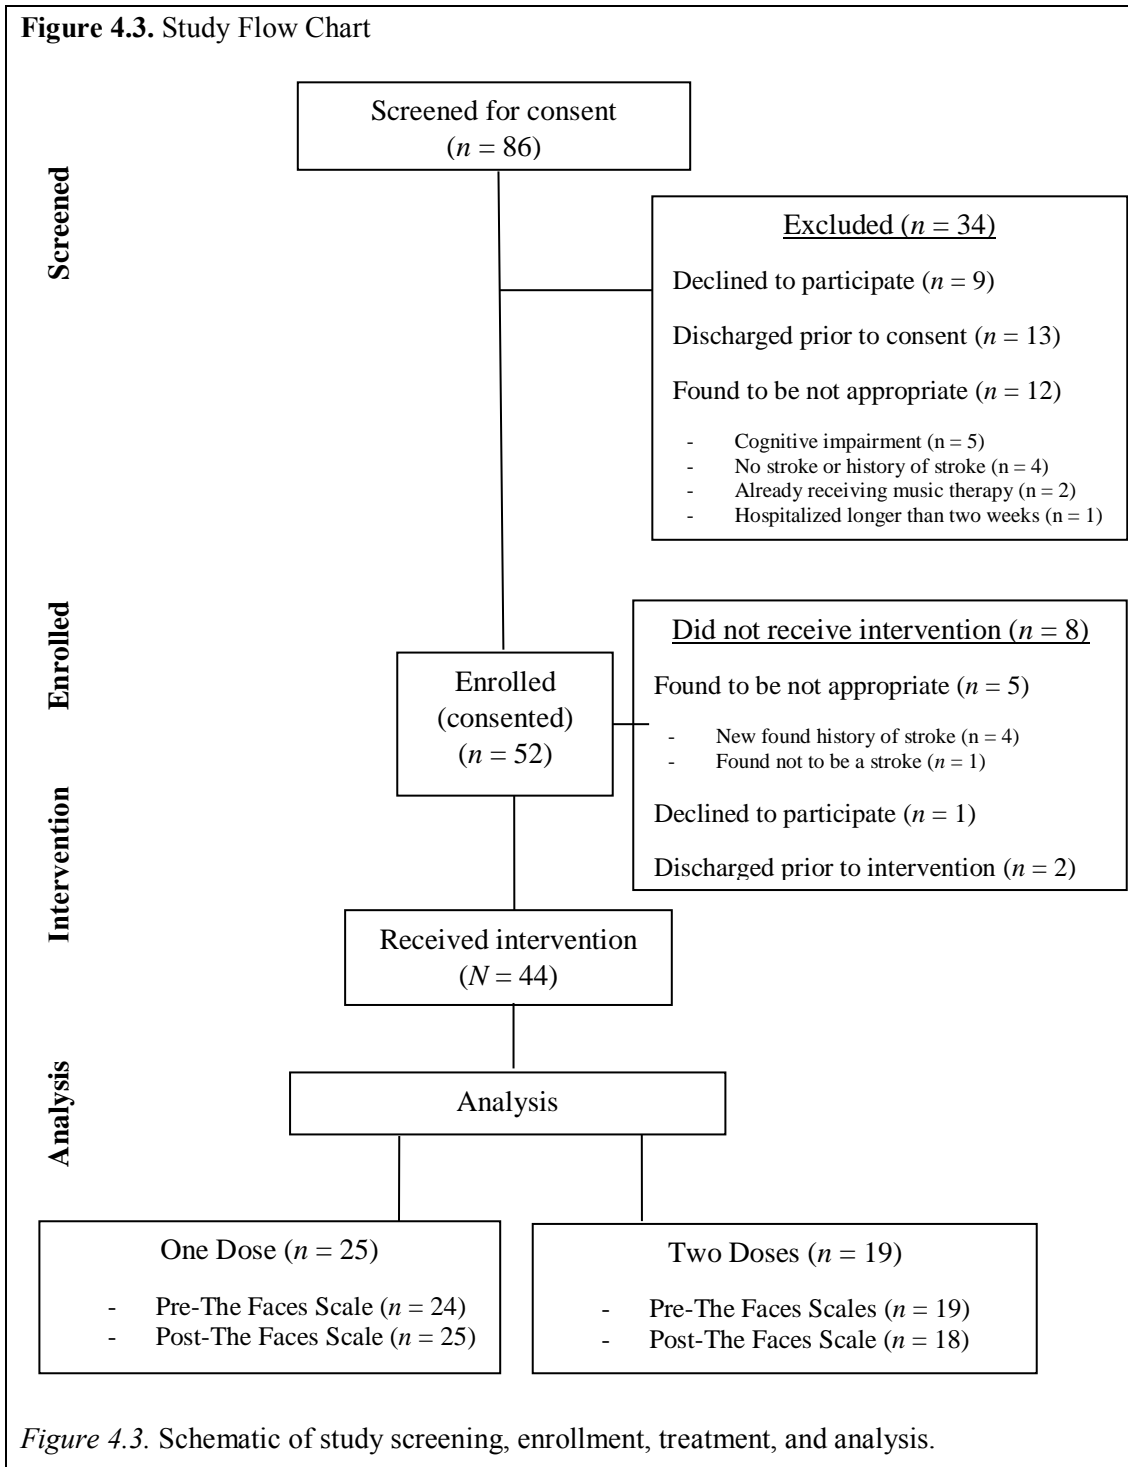 Figure 4.3. Study Flow Chart
Screened for consent
(n = 86)
Screened
Excluded (n = 34)
Declined to participate (n = 9)
Discharged prior to consent (n = 13)
Found to be not appropriate (n = 12)
- Cognitive impairment (n = 5)
- No stroke or history of stroke (n = 4)
- Already receiving music therapy (n = 2)
- Hospitalized longer than two weeks (n = 1)
Enrolled
Enrolled
(consented)
(n = 52)
Did not receive intervention (n = 8)
Found to be not appropriate (n = 5)
- New found history of stroke (n = 4)
- Found not to be a stroke (n = 1)
Declined to participate (n = 1)
Discharged prior to intervention (n = 2)
Intervention
Received intervention
(N = 44)
Analysis
Analysis
One Dose (n = 25)
- Pre-The Faces Scale (n = 24)
- Post-The Faces Scale (n = 25)
Two Doses (n = 19)
- Pre-The Faces Scales (n = 19)
- Post-The Faces Scale (n = 18)
Figure 4.3. Schematic of study screening, enrollment, treatment, and analysis.